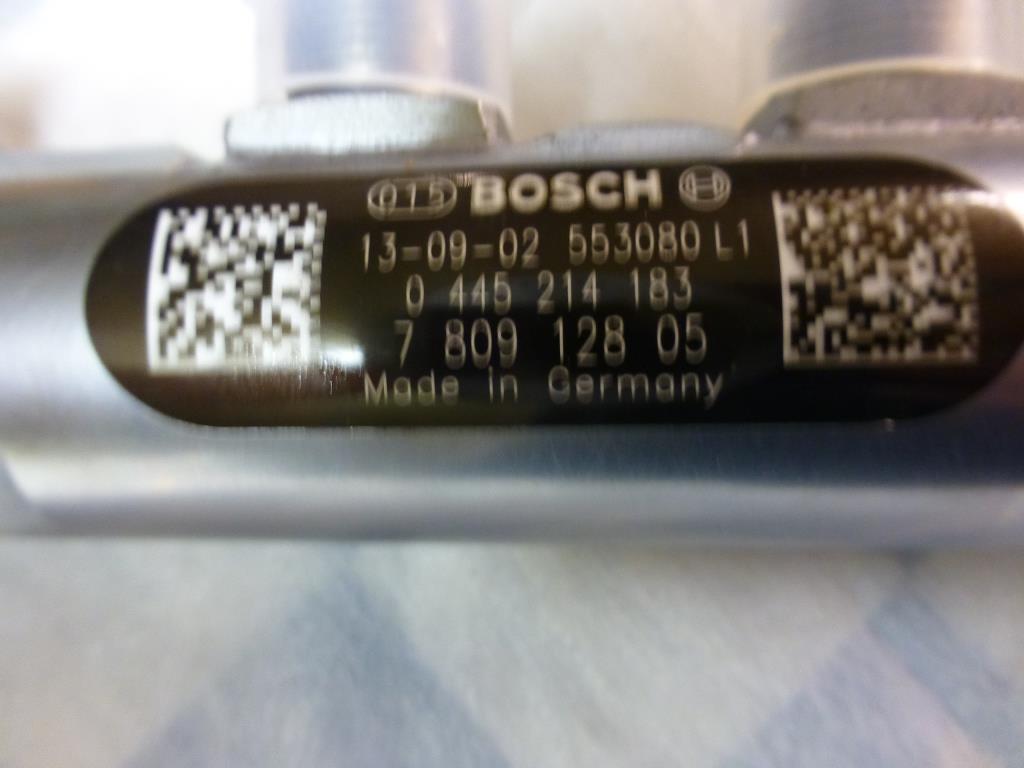 015 BOSCH
13-09-02 553080 L1
0 445 214 183
7 809 128 05
Made in Germany